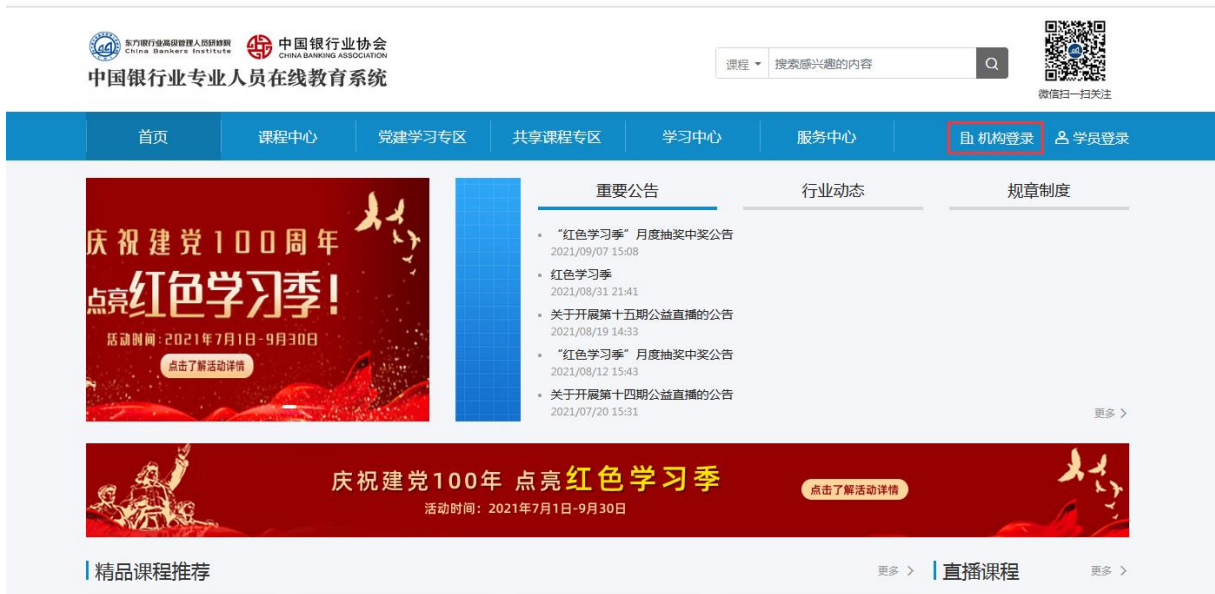 东方银行业高级管理人员研修院
China Bankers Institute
中国银行业协会
CHINA BANKING ASSOCIATION
中国银行业专业人员在线教育系统
课程
搜索感兴趣的内容
微信扫一扫关注
首页
课程中心
党建学习专区
共享课程专区
学习中心
服务中心
机构登录
学员登录
庆祝建党100周年
点亮红色学习季!
活动时间:2021年7月1日-9月30日
点击了解活动详情
重要公告
行业动态
规章制度
“红色学习季”月度抽奖中奖公告
2021/09/07 15:08
红色学习季
2021/08/31 21:41
关于开展第十五期公益直播的公告
2021/08/19 14:33
“红色学习季”月度抽奖中奖公告
2021/08/12 15:43
关于开展第十四期公益直播的公告
2021/07/20 15:31
更多
庆祝建党100年 点亮红色学习季
活动时间：2021年7月1日-9月30日
点击了解活动详情
精品课程推荐
更多
直播课程
更多